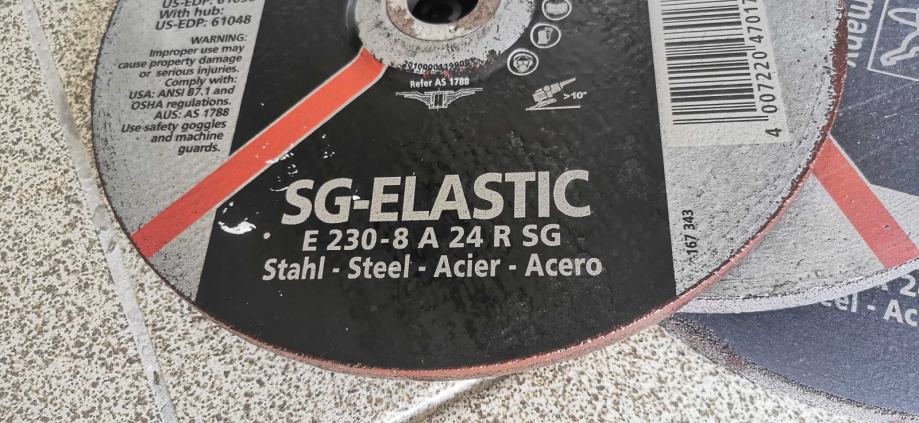 US-EDP:
With hub:
US-EDP: 61048
WARNING:
Improper use may
cause property damage
or serious injuries.
Comply with:
USA: ANSI B7.1 and
OSHA regulations.
AUS: AS 1788
Use safety goggles
and machine
guards.
Refer AS 1788
>10°
SG-ELASTIC
E 230-8 A 24 R SG
Stahl - Steel - Acier - Acero
167 343
4 007220 47017